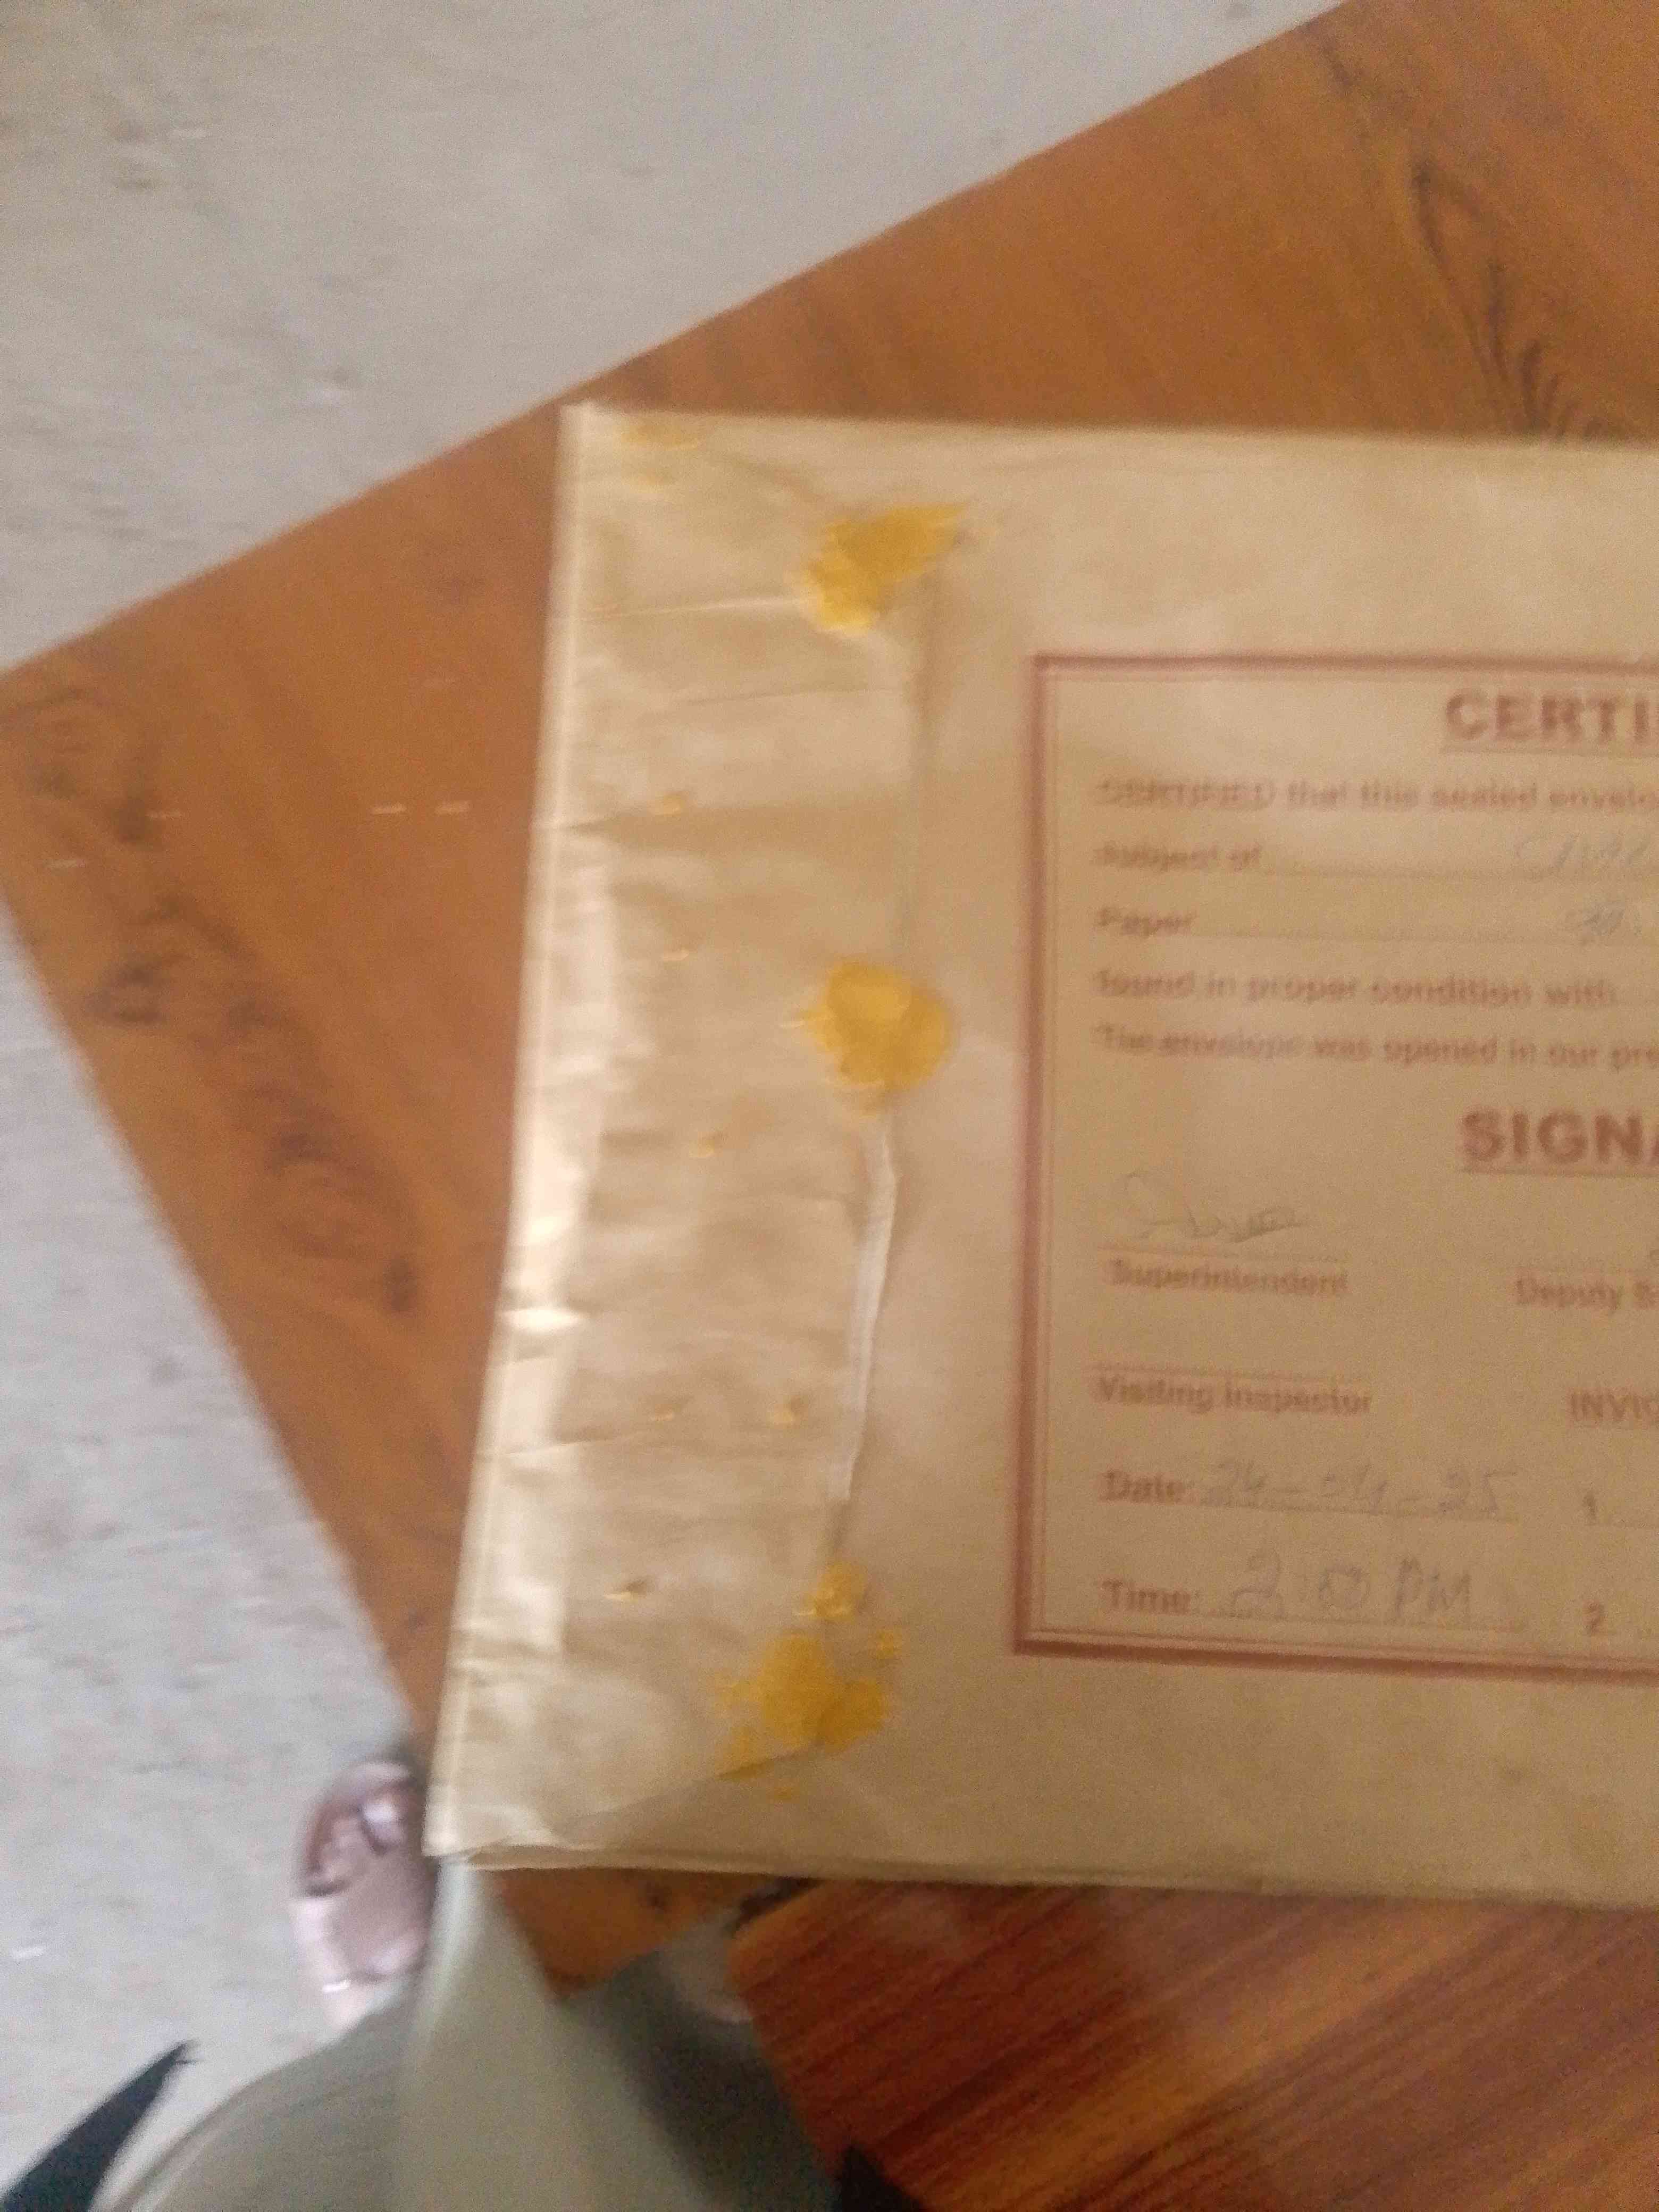 CERTI
CERTIFIED that this sealed envelo
subject of
Paper
found in proper condition with
The envelope was opened in our pre
SIGNA
Superintendent Deputy S
Visiting Inspector INVIG
Date: 24-04-25 1.
Time: 2:00 PM 2.